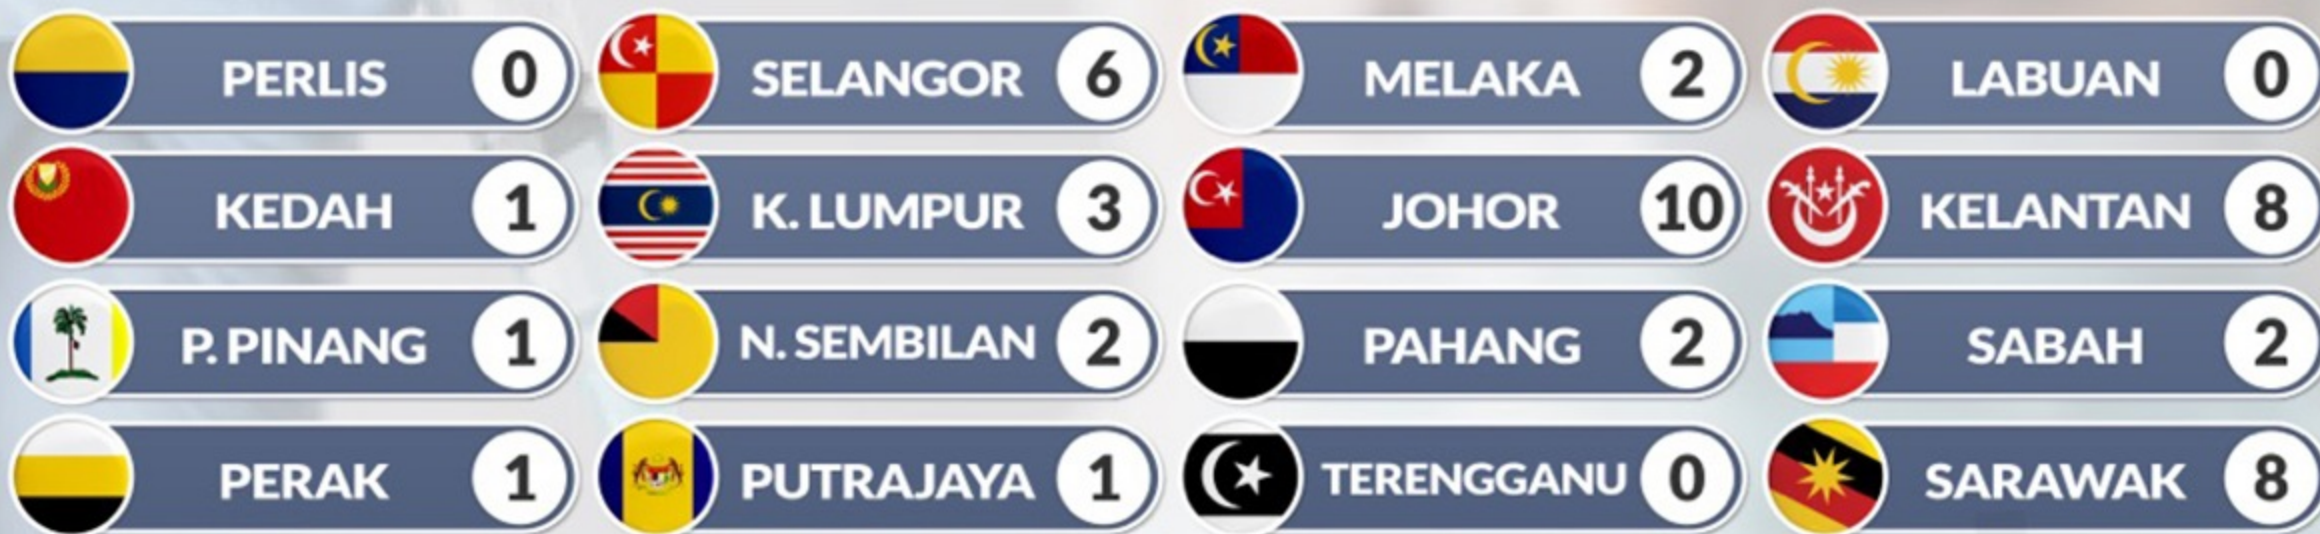 PERLIS 0 SELANGOR 6 MELAKA 2 LABUAN 0
KEDAH 1 K. LUMPUR 3 JOHOR 10 KELANTAN 8
P. PINANG 1 N. SEMBILAN 2 PAHANG 2 SABAH 2
PERAK 1 PUTRAJAYA 1 TERENGGANU 0 SARAWAK 8